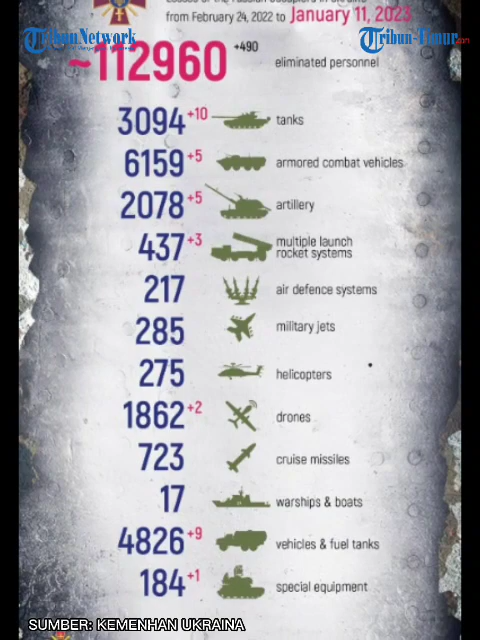 from February 24, 2022 to January 11, 2023
TribunNetwork
Tribun-Timur.com
~112960 +490 eliminated personnel
3094 +10 tanks
6159 +5 armored combat vehicles
2078 +5 artillery
437 +3 multiple launch
rocket systems
217 air defence systems
285 military jets
275 helicopters
1862 +2 drones
723 cruise missiles
17 warships & boats
4826 +9 vehicles & fuel tanks
184 +1 special equipment
SUMBER: KEMENHAN UKRAINA